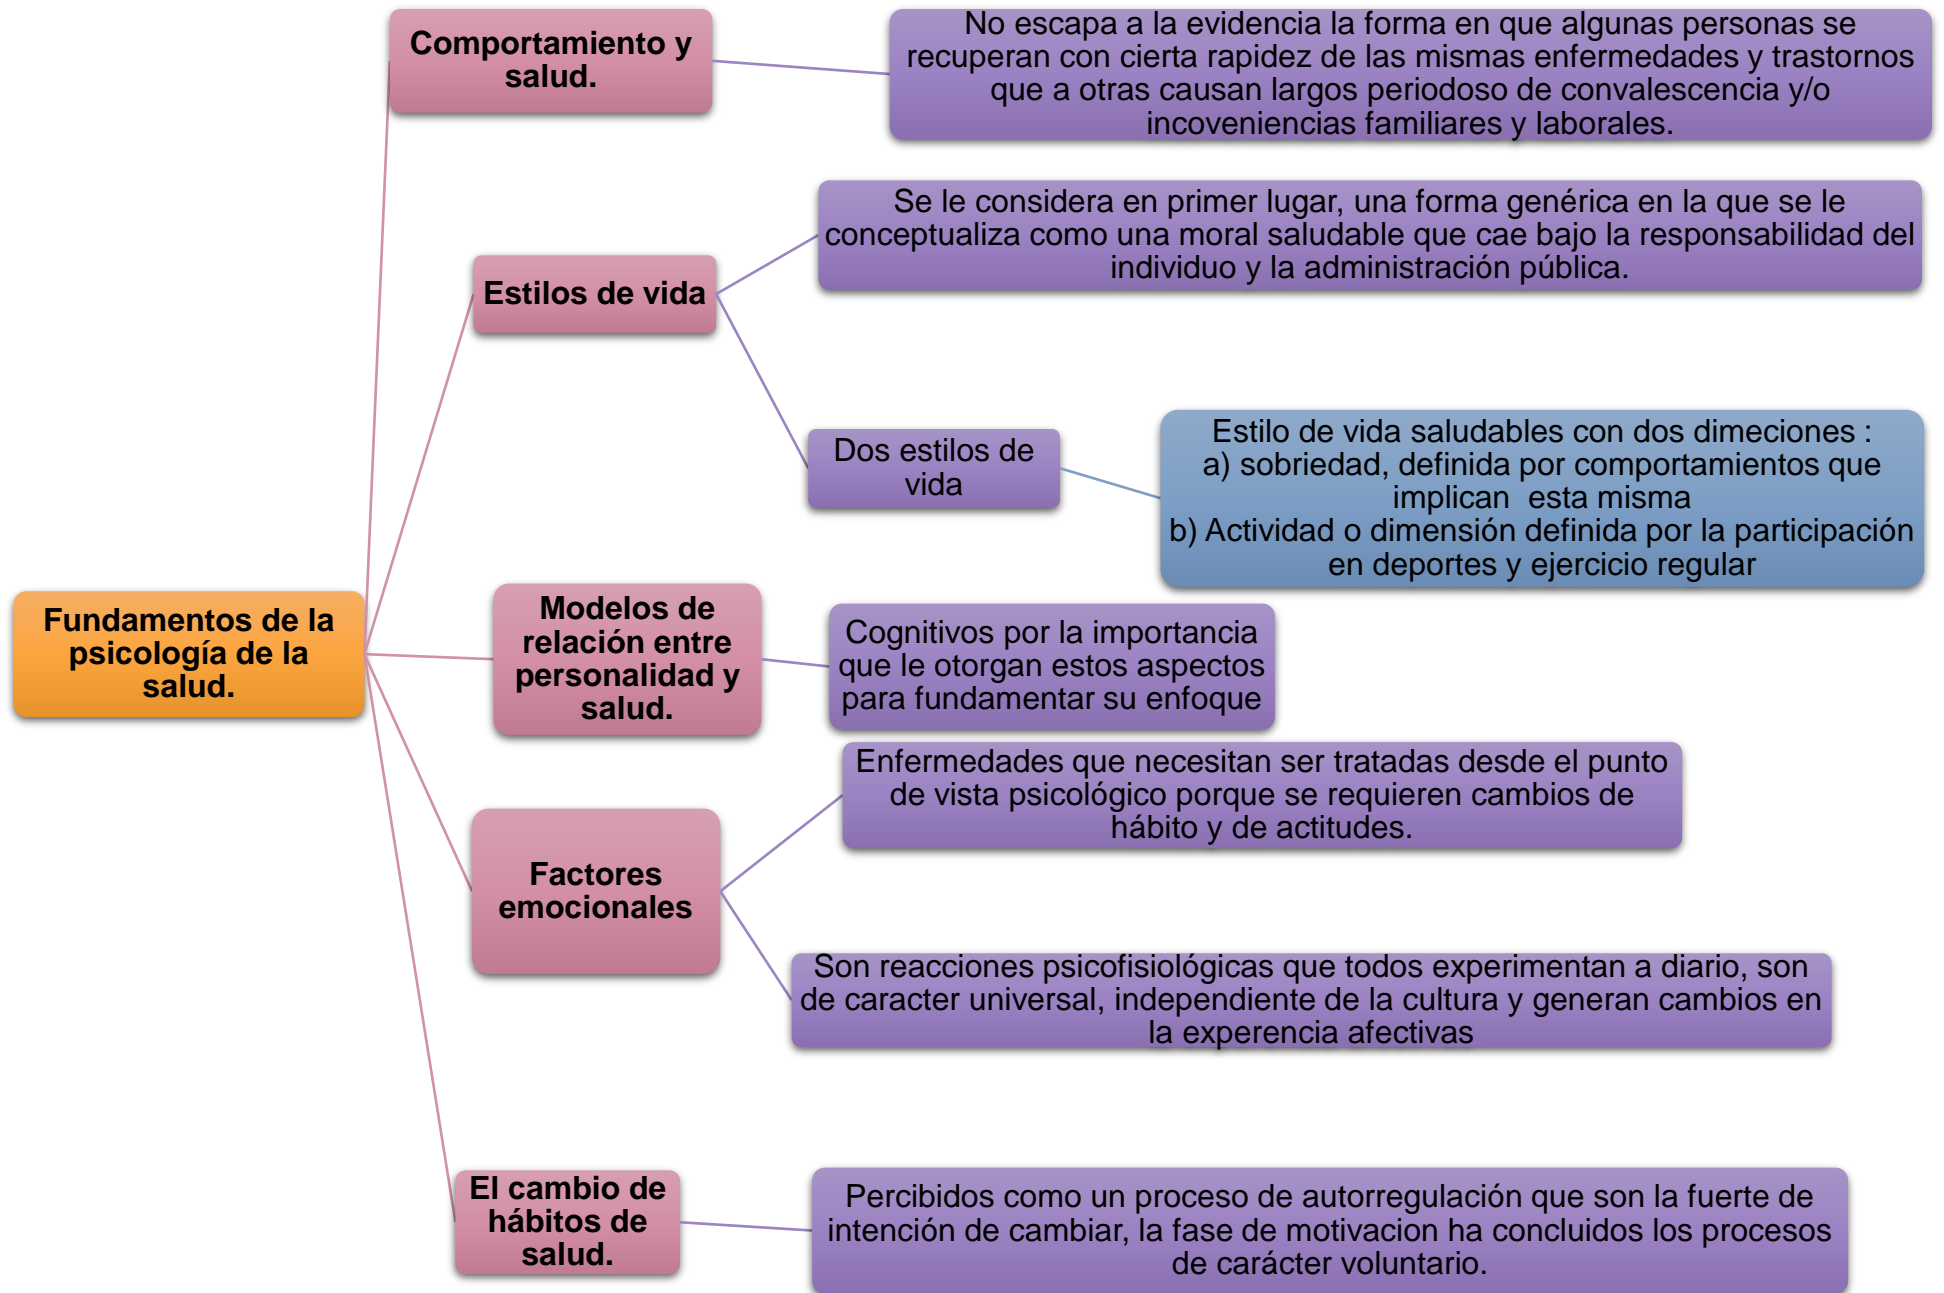 Comportamiento y
salud.
No escapa a la evidencia la forma en que algunas personas se
recuperan con cierta rapidez de las mismas enfermedades y trastornos
que a otras causan largos periodoso de convalescencia y/o
incoveniencias familiares y laborales.
Estilos de vida
Se le considera en primer lugar, una forma genérica en la que se le
conceptualiza como una moral saludable que cae bajo la responsabilidad del
individuo y la administración pública.
Dos estilos de
vida
Estilo de vida saludables con dos dimeciones :
a) sobriedad, definida por comportamientos que
implican  esta misma
b) Actividad o dimensión definida por la participación
en deportes y ejercicio regular
Fundamentos de la
psicología de la
salud.
Modelos de
relación entre
personalidad y
salud.
Cognitivos por la importancia
que le otorgan estos aspectos
para fundamentar su enfoque
Factores
emocionales
Enfermedades que necesitan ser tratadas desde el punto
de vista psicológico porque se requieren cambios de
hábito y de actitudes.
Son reacciones psicofisiológicas que todos experimentan a diario, son
de caracter universal, independiente de la cultura y generan cambios en
la experencia afectivas
El cambio de
hábitos de
salud.
Percibidos como un proceso de autorregulación que son la fuerte de
intención de cambiar, la fase de motivacion ha concluidos los procesos
de carácter voluntario.